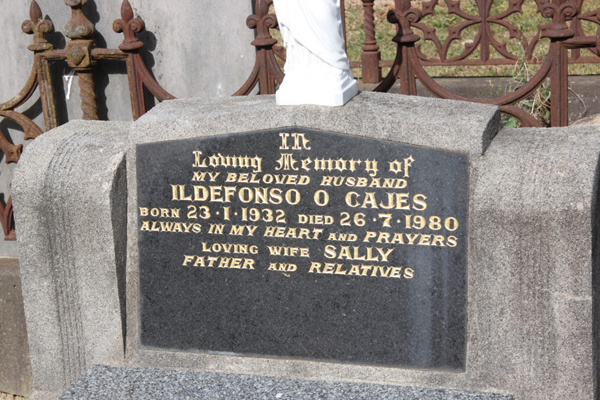 In
Loving Memory of
MY BELOVED HUSBAND
ILDEFONSO O CAJES
BORN 23·1·1932 DIED 26·7·1980
ALWAYS IN MY HEART AND PRAYERS
LOVING WIFE SALLY
FATHER AND RELATIVES